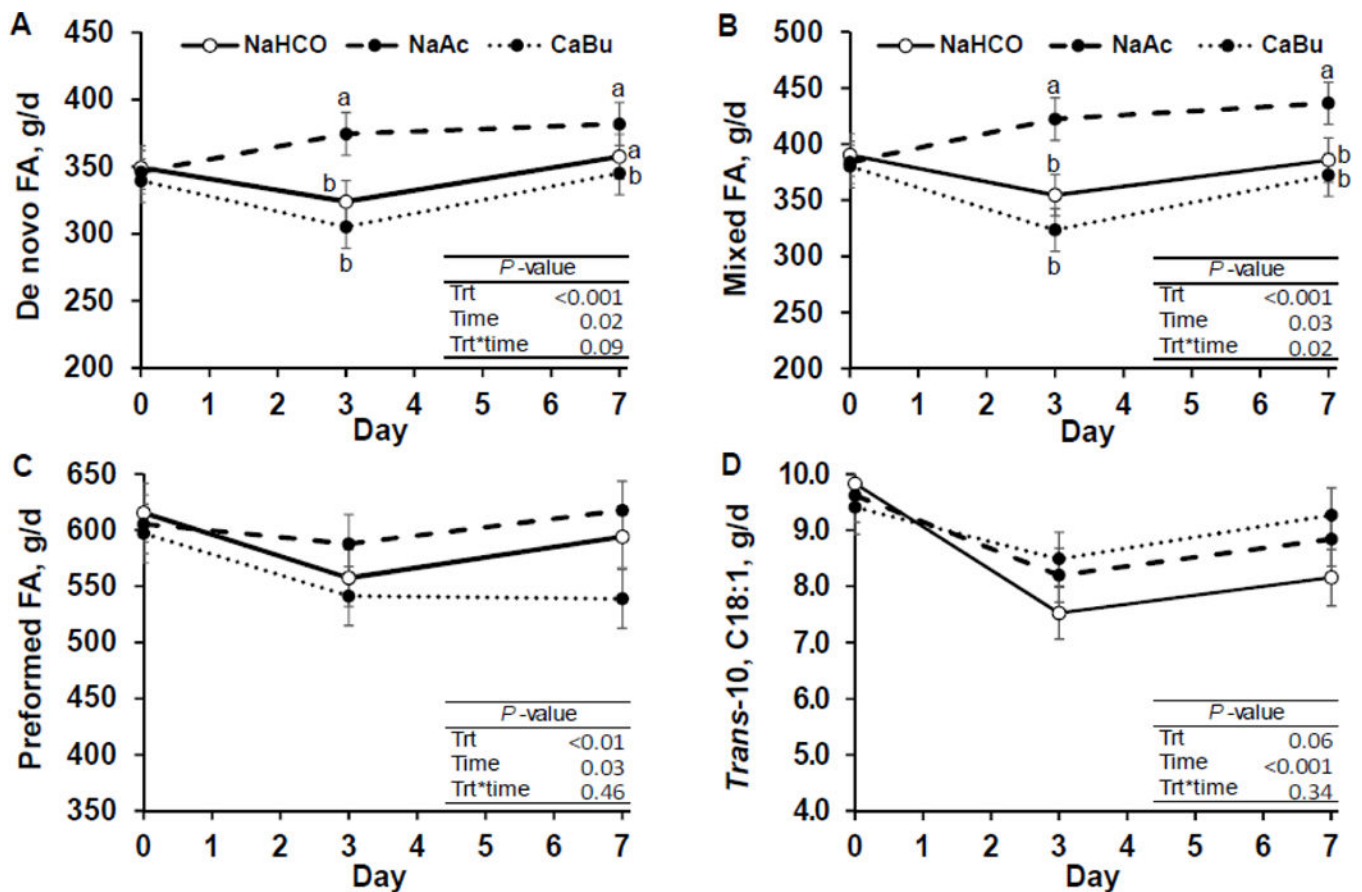 A
NaHCO NaAc CaBu
De novo FA, g/d
450
400
350
300
250
200
a
a
b
a
b
b
P -value
Trt <0.001
Time 0.02
Trt*time 0.09
0 1 2 3 4 5 6 7
Day
B
NaHCO NaAc CaBu
Mixed FA, g/d
500
450
400
350
300
250
200
a
a
b
b
b
b
P -value
Trt <0.001
Time 0.03
Trt*time 0.02
0 1 2 3 4 5 6 7
Day
C
Preformed FA, g/d
650
600
550
500
450
400
350
P -value
Trt <0.01
Time 0.03
Trt*time 0.46
0 1 2 3 4 5 6 7
Day
D
Trans-10, C18:1, g/d
10.0
9.0
8.0
7.0
6.0
5.0
4.0
P -value
Trt 0.06
Time <0.001
Trt*time 0.34
0 1 2 3 4 5 6 7
Day